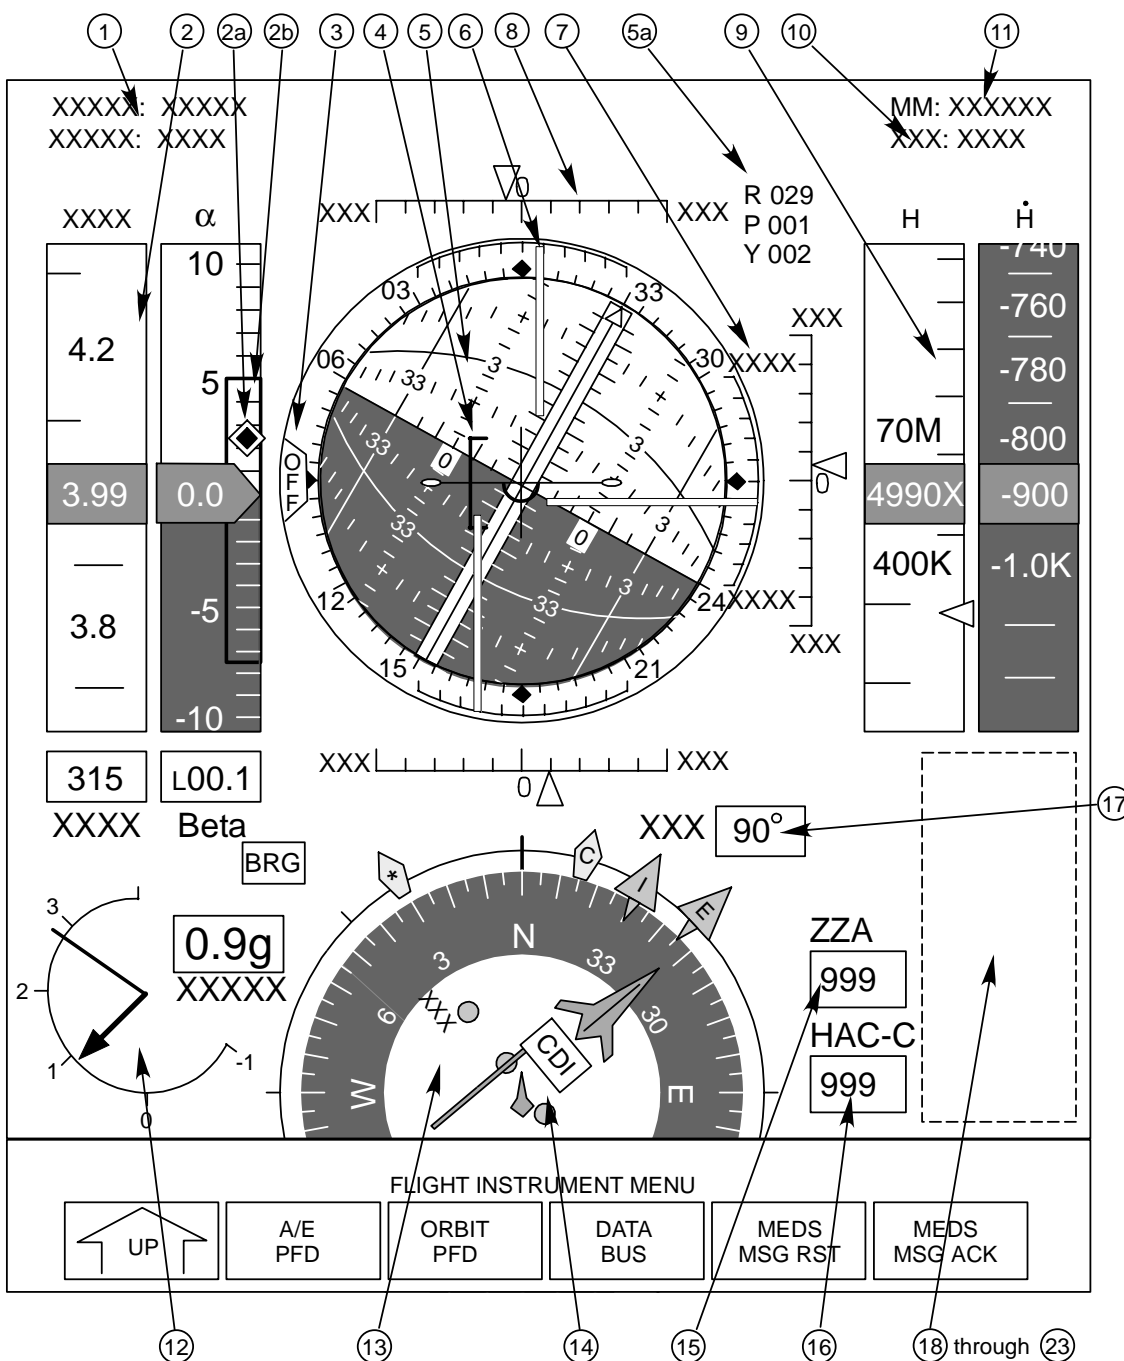 1 2 2a 2b 3 4 5 6 8 7 5a 9 10 11
XXXXX: XXXXX
XXXXX: XXXX
MM: XXXXXX
XXX: XXXX
R 029
P 001
Y 002
XXX 0 XXX
XXXX α
H Ḣ
10
5
-5
-10
4.2
3.99
3.8
0.0
OFF
03
06
12
15
21
24
30
33
33 3 3
33 3
0
0
33 3
33 3
XXX
XXXX
0
XXXX
XXX
70M
4990X
400K
-740
-760
-780
-800
-900
-1.0K
315
XXXX
L00.1
Beta
XXX 0 XXX
BRG
XXX 90°
17
* C I E
3
2
1
0
-1
0.9g
XXXXX
N
3
33
6
30
W
E
XXX
CDI
ZZA
999
HAC-C
999
FLIGHT INSTRUMENT MENU
UP
A/E
PFD
ORBIT
PFD
DATA
BUS
MEDS
MSG RST
MEDS
MSG ACK
12 13 14 15 16 18 through 23